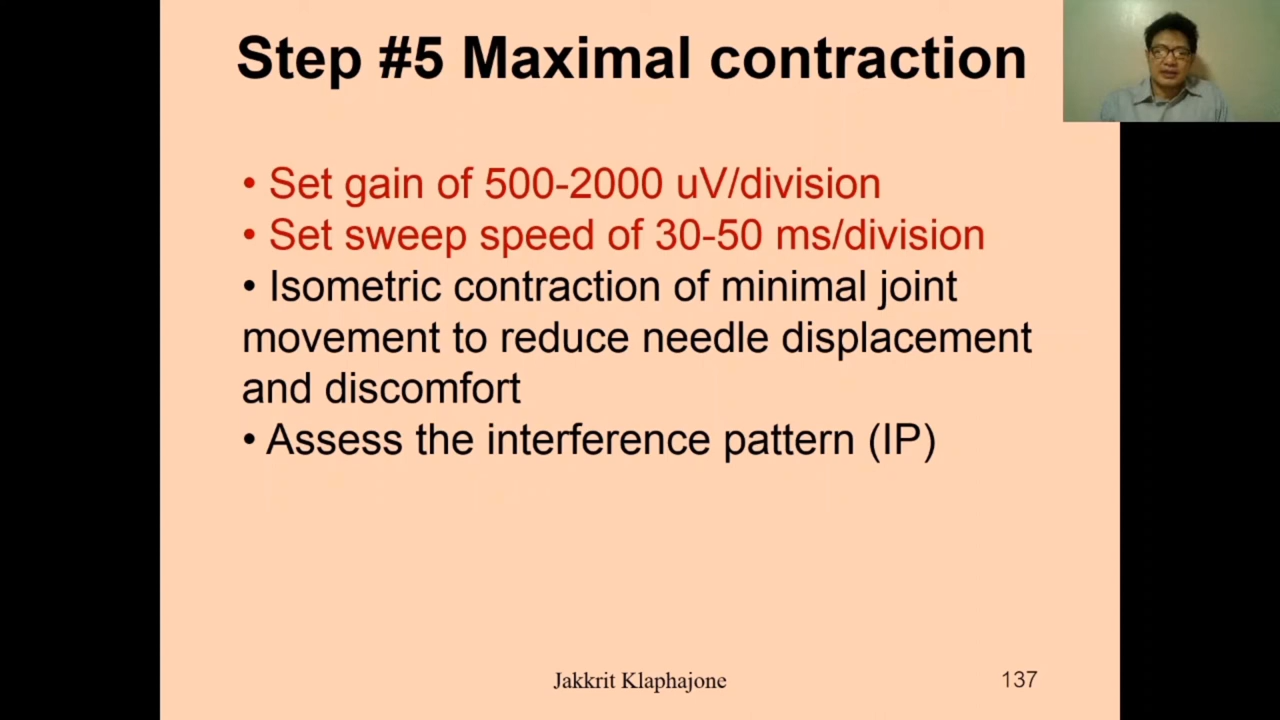 Step #5 Maximal contraction
• Set gain of 500-2000 uV/division
• Set sweep speed of 30-50 ms/division
• Isometric contraction of minimal joint
movement to reduce needle displacement
and discomfort
• Assess the interference pattern (IP)
Jakkrit Klaphajone
137